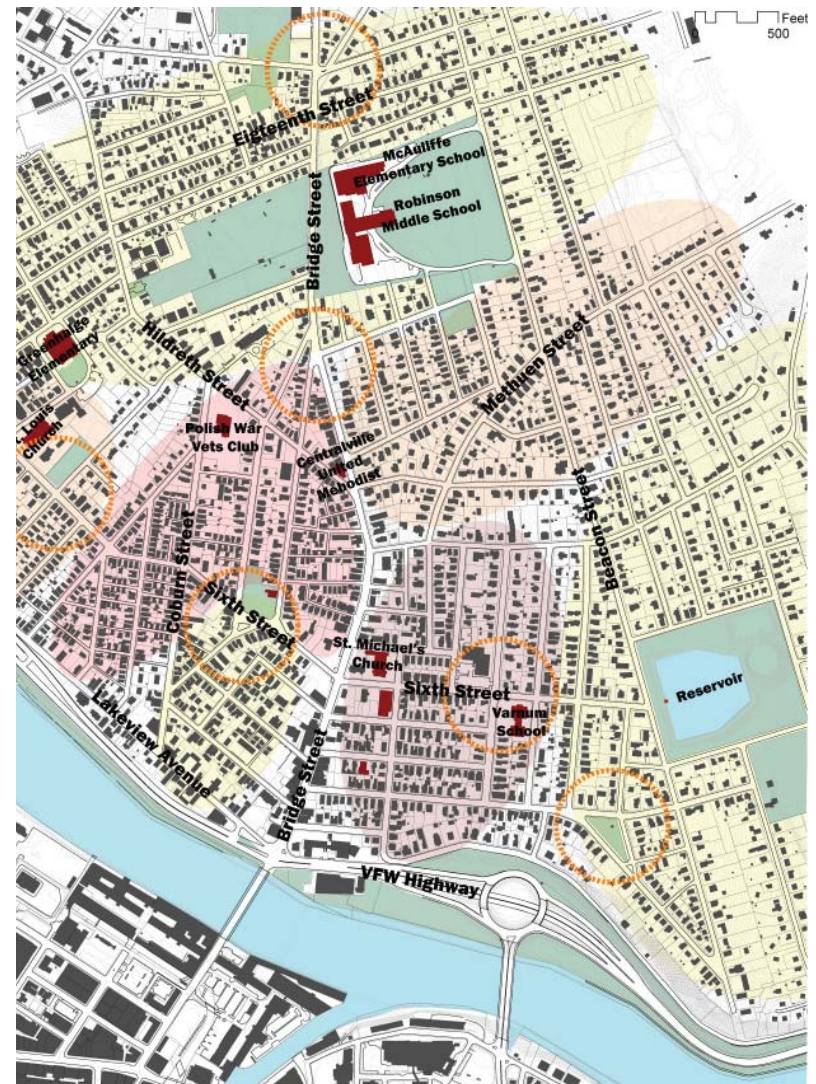 Feet
0
500
Eigteenth Street
McAuliffe
Elementary School
Robinson
Middle School
Bridge Street
Greenhalge
Elementary
Hildreth Street
Methuen Street
Polish War
Vets Club
Louis
Church
Centralville
United
Methodist
Beacon Street
Coburn Street
Sixth Street
St. Michael's
Church
Sixth Street
Reservoir
Varnum
School
Lakeview Avenue
Bridge Street
VFW Highway